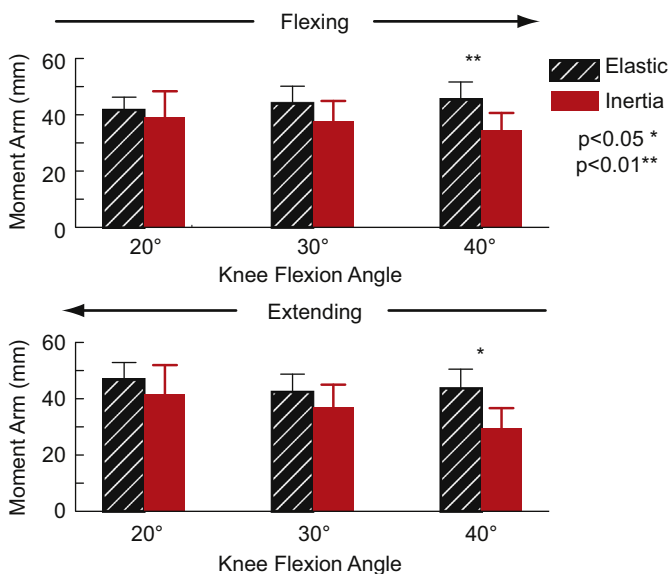 Flexing
60
40
20
0
Moment Arm (mm)
**
20° 30° 40°
Knee Flexion Angle
Elastic
Inertia
p<0.05 *
p<0.01**
Extending
60
40
20
0
Moment Arm (mm)
*
20° 30° 40°
Knee Flexion Angle